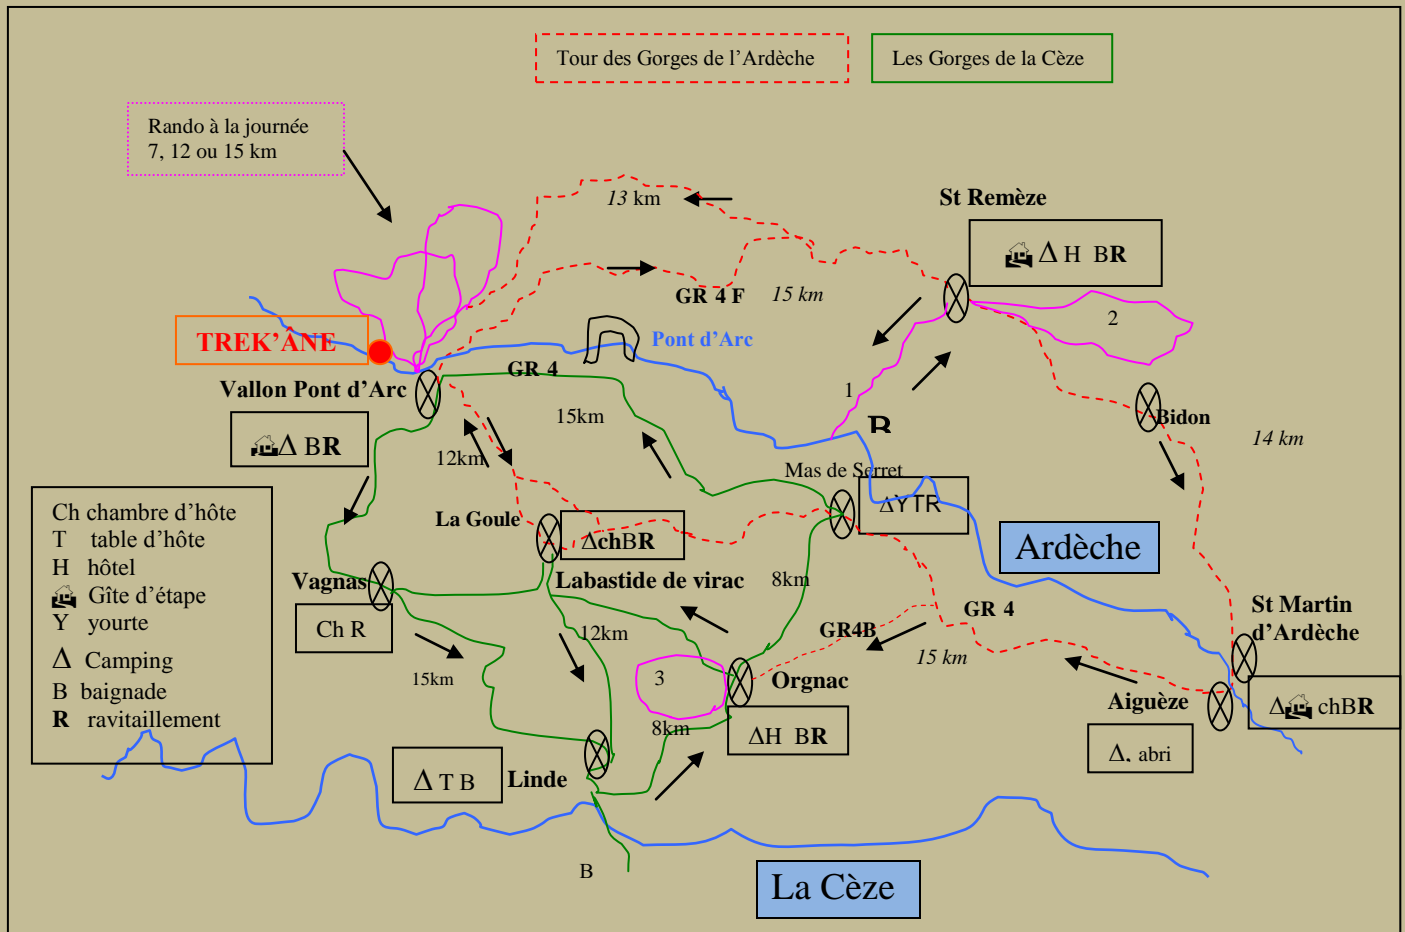 Tour des Gorges de l'Ardèche
Les Gorges de la Cèze
Rando à la journée
7, 12 ou 15 km
13 km
St Remèze
Δ H BR
GR 4 F
15 km
2
TREK'ÂNE
Pont d'Arc
GR 4
Vallon Pont d'Arc
1
B
Bidon
15km
14 km
Δ BR
12km
Mas de Serret
Ch chambre d'hôte
T table d'hôte
H hôtel
Gîte d'étape
Y yourte
Δ Camping
B baignade
R ravitaillement
La Goule
ΔchBR
ΔYTR
Ardèche
Vagnas
Labastide de virac
8km
Ch R
12km
GR4B
GR 4
15 km
St Martin
d'Ardèche
15km
3
Orgnac
Aiguèze
Δ chBR
8km
ΔH BR
Δ. abri
Δ T B
Linde
B
La Cèze